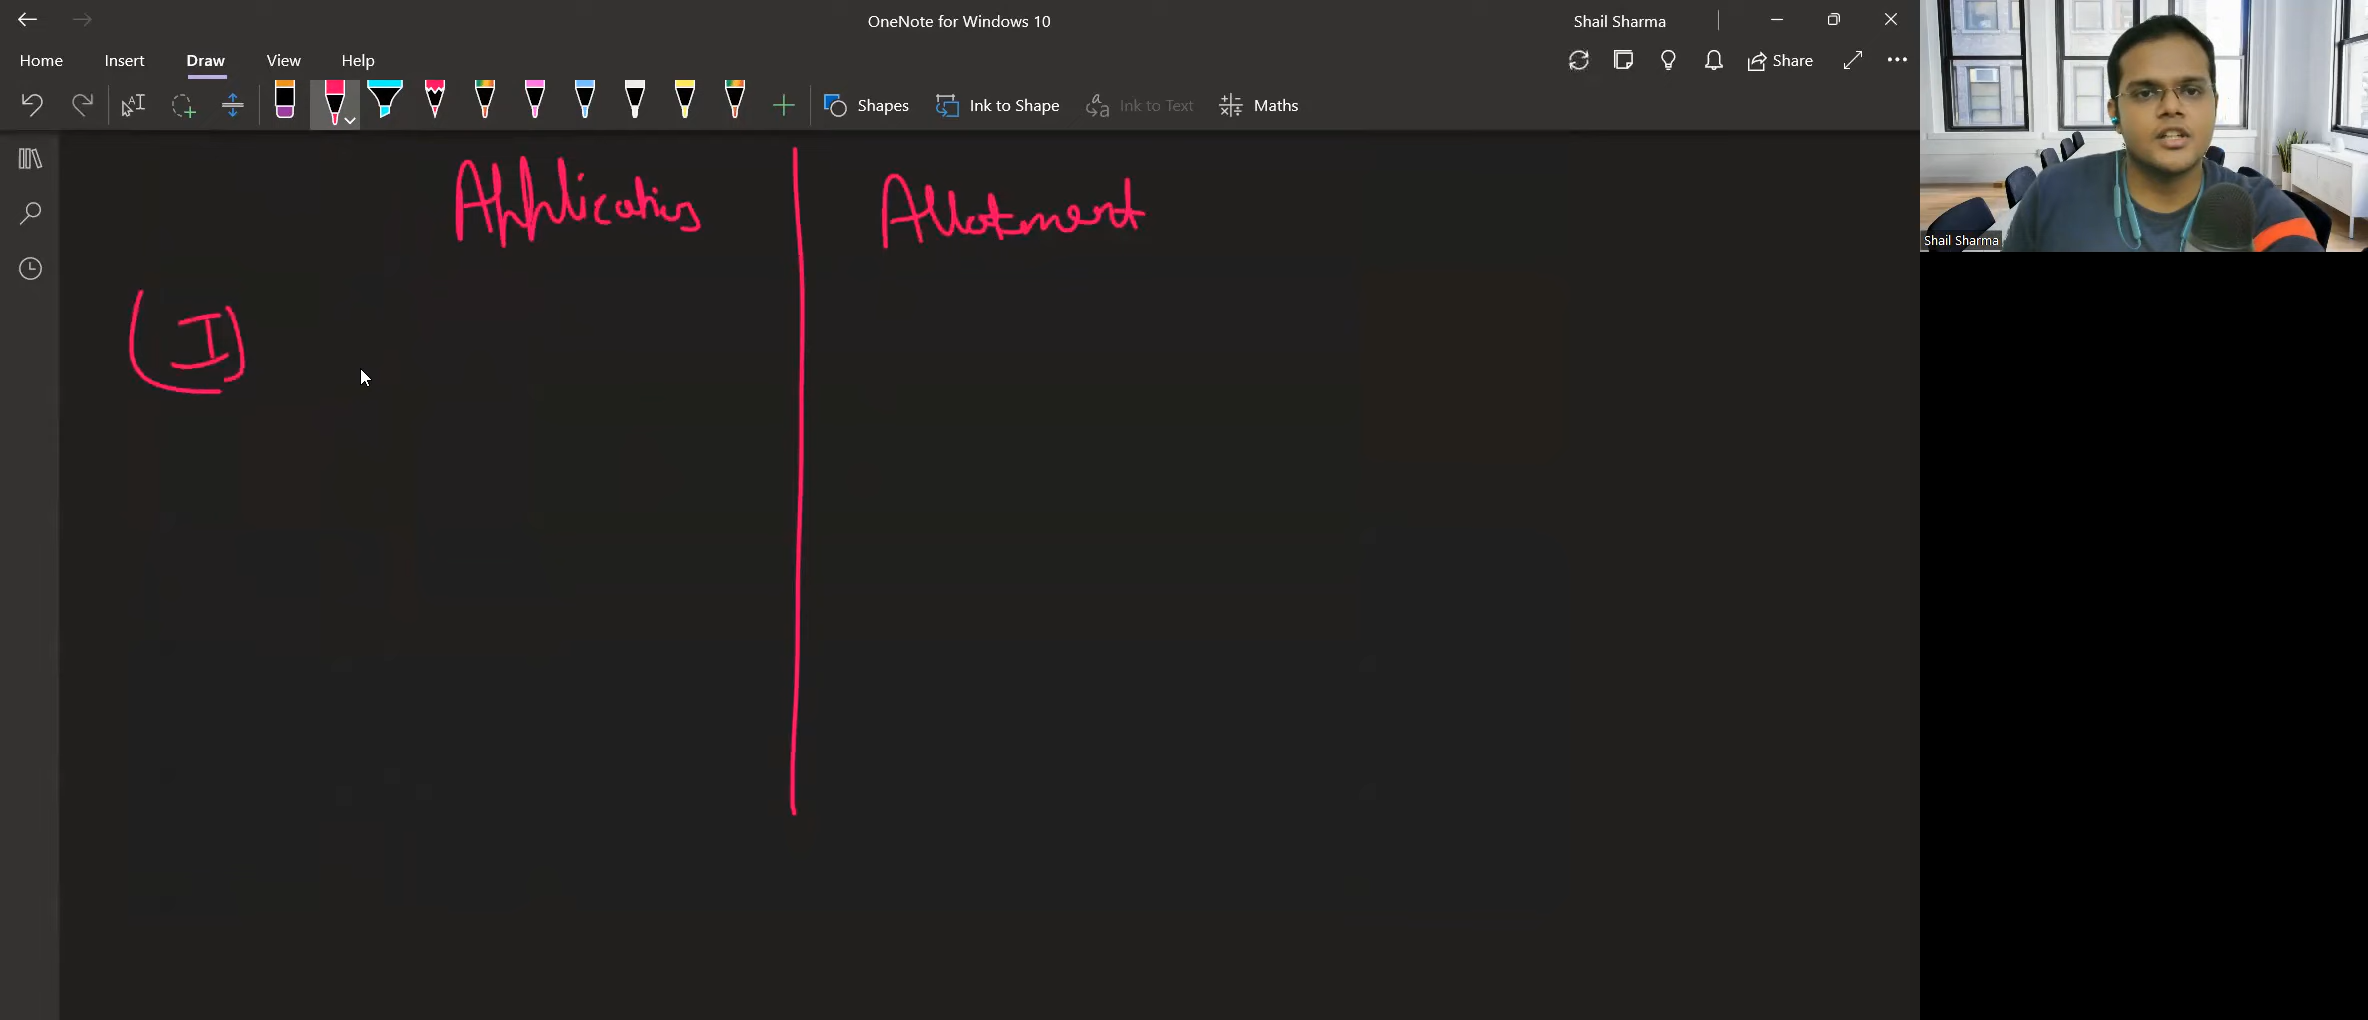 OneNote for Windows 10
Shail Sharma
Home Insert Draw View Help
Share
Shapes Ink to Shape Ink to Text Maths
Applications Allotment
(I)
Shail Sharma